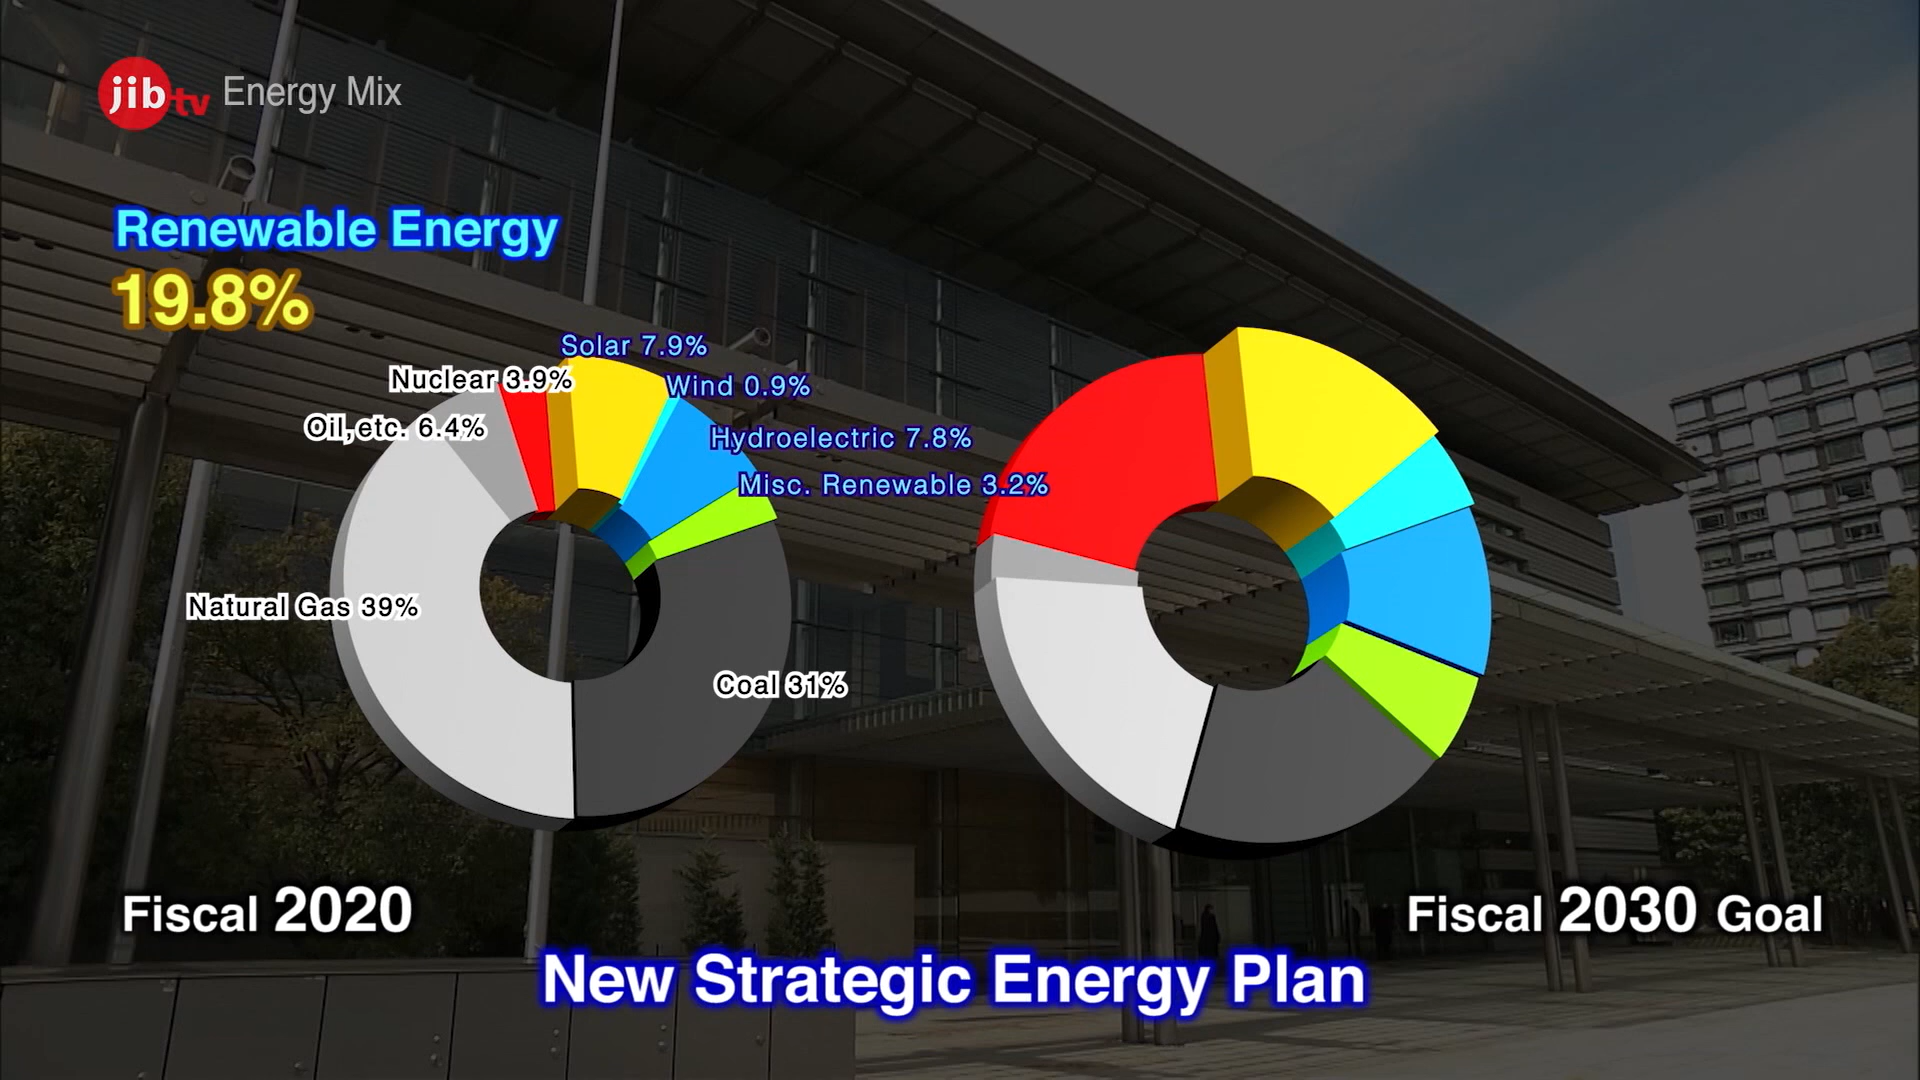 jibtv Energy Mix
Renewable Energy
19.8%
Solar 7.9%
Nuclear 3.9%
Wind 0.9%
Oil,etc. 6.4%
Hydroelectric 7.8%
Misc. Renewable 3.2%
Natural Gas 39%
Coal 31%
Fiscal 2020
Fiscal 2030 Goal
New Strategic Energy Plan